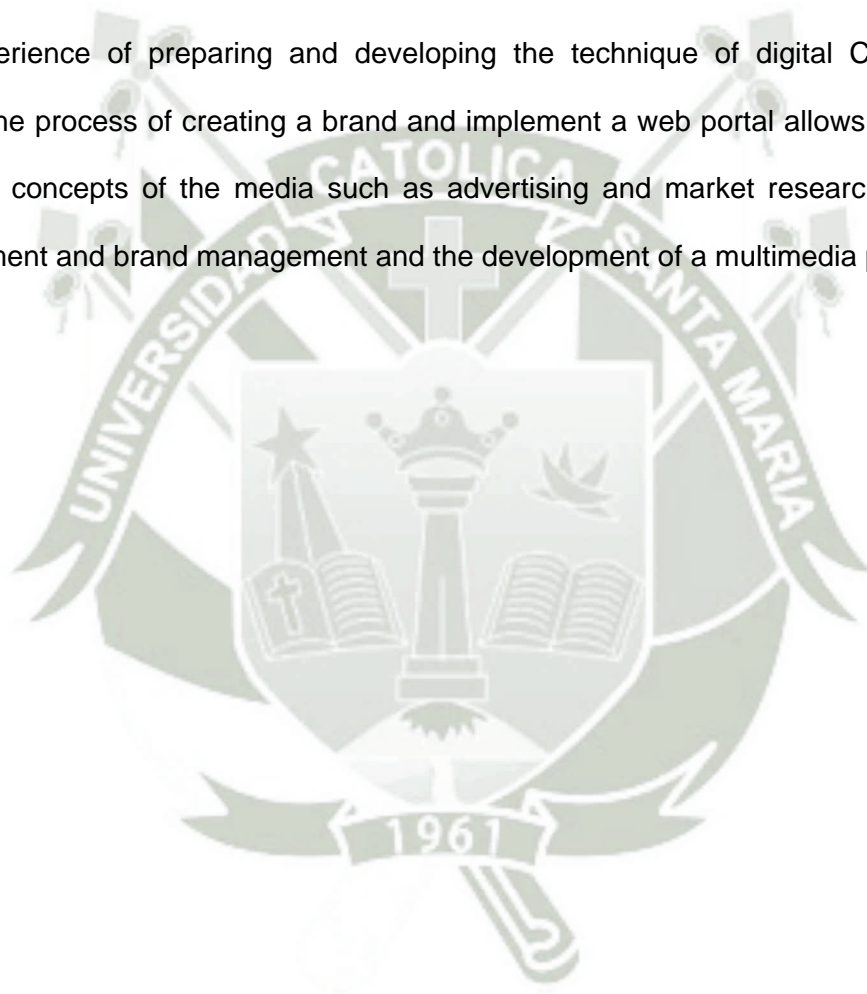 erience of preparing and developing the technique of digital C
ne process of creating a brand and implement a web portal allows
concepts of the media such as advertising and market researc
nent and brand management and the development of a multimedia p
CATOLICA
UNIVERSIDAD
SANTA MARIA
1961